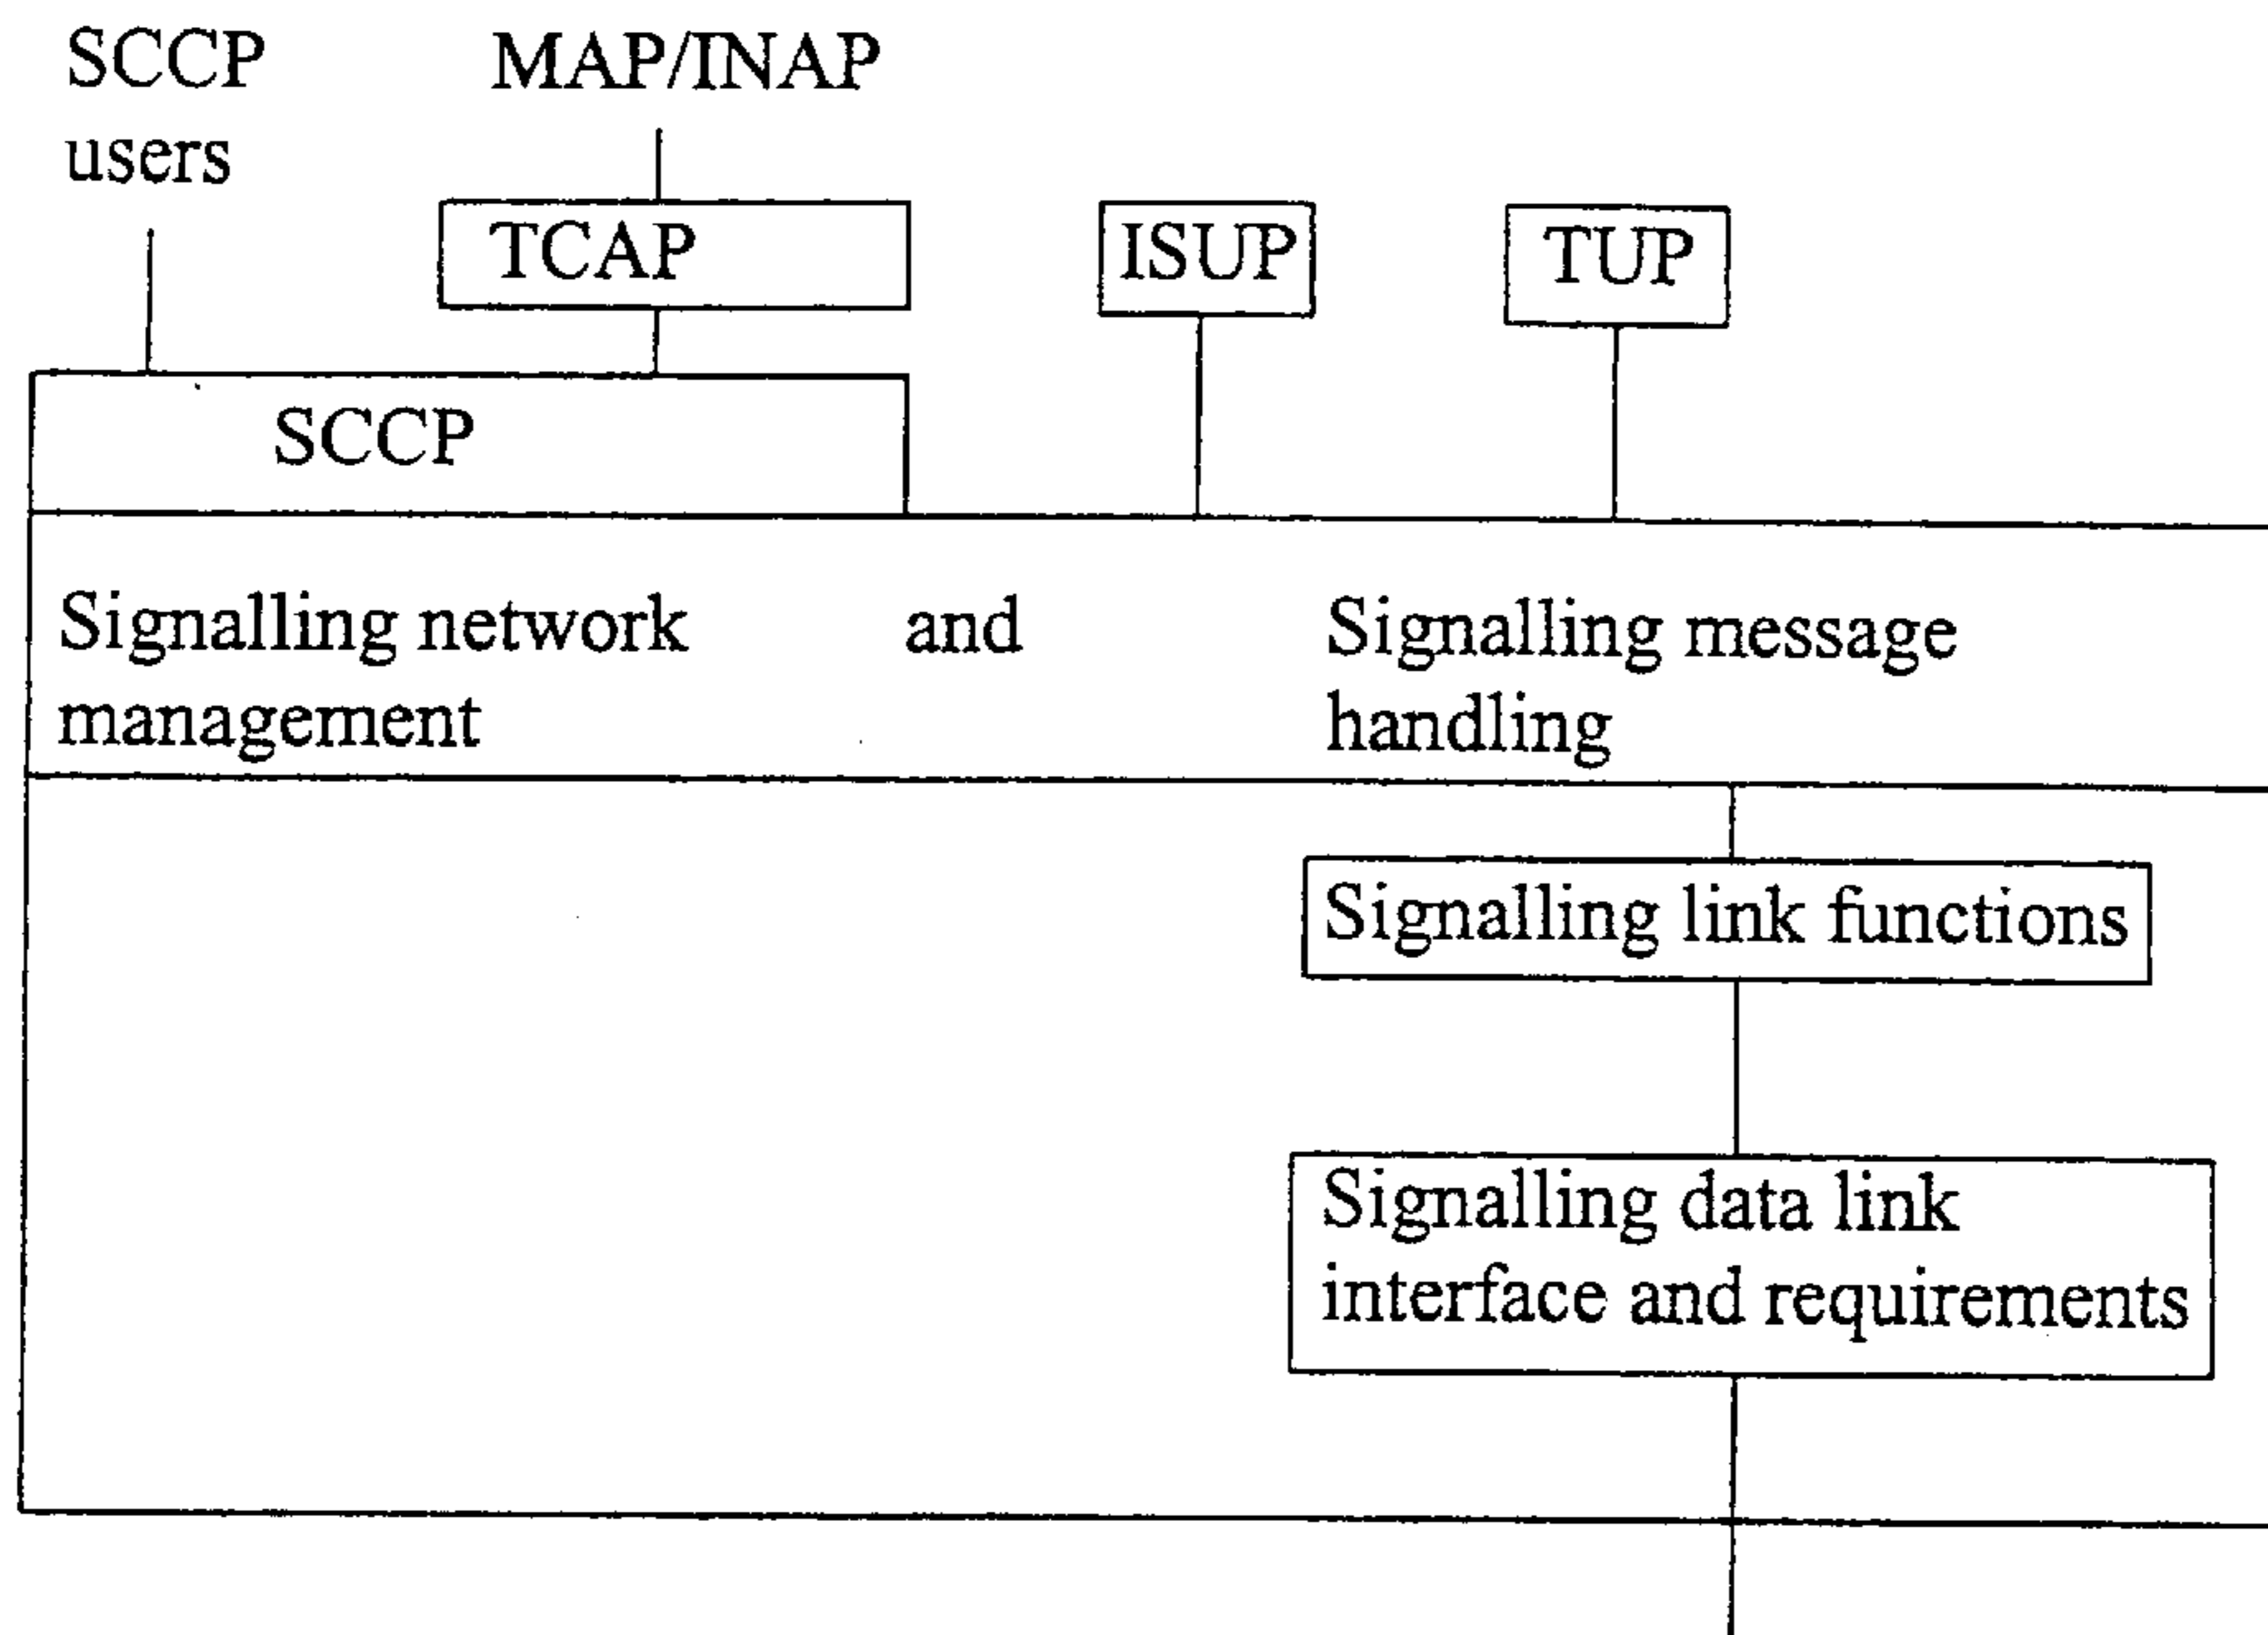 SCCP
users
MAP/INAP
TCAP
ISUP
TUP
SCCP
Signalling network
management
and
Signalling message
handling
Signalling link functions
Signalling data link
interface and requirements